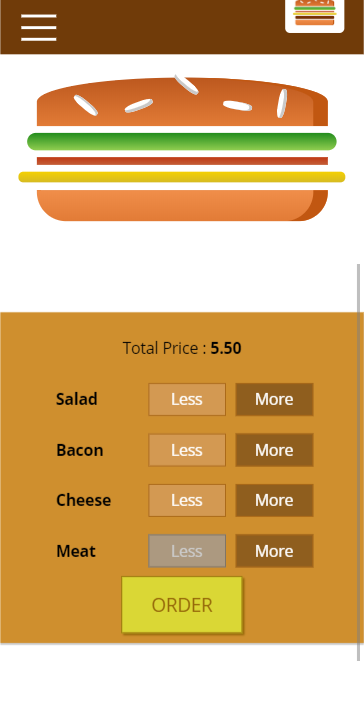 Total Price : 5.50
Salad Less More
Bacon Less More
Cheese Less More
Meat Less More
ORDER